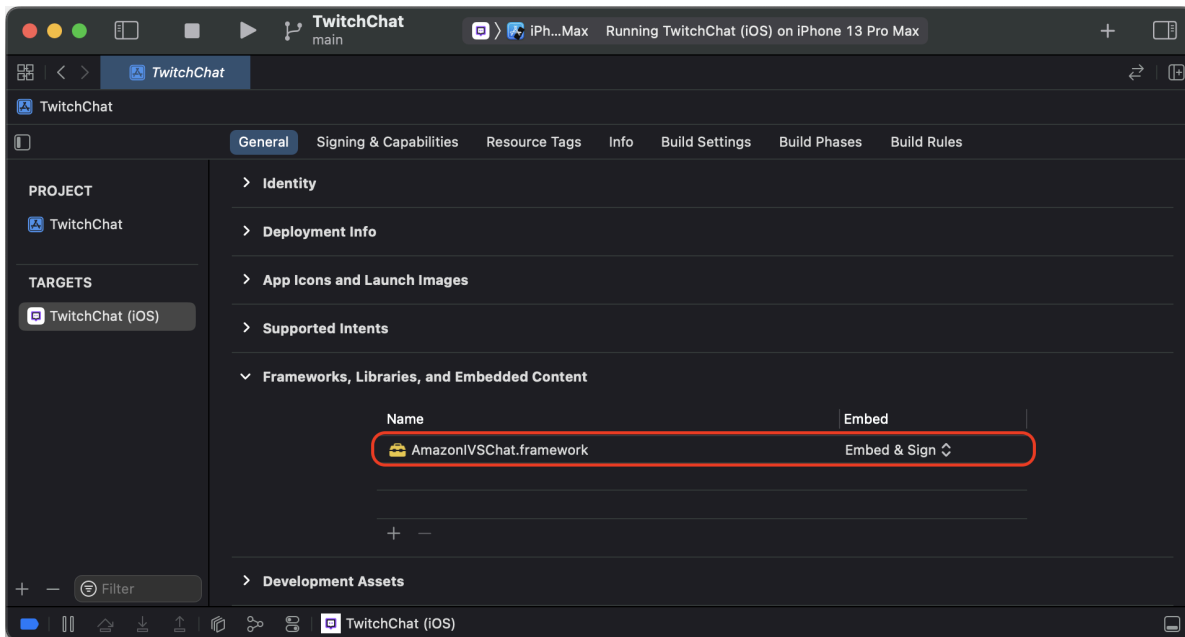 TwitchChat
main
iPh...Max Running TwitchChat (iOS) on iPhone 13 Pro Max
TwitchChat
TwitchChat
General Signing & Capabilities Resource Tags Info Build Settings Build Phases Build Rules
PROJECT
TwitchChat
TARGETS
TwitchChat (iOS)
Identity
Deployment Info
App Icons and Launch Images
Supported Intents
Frameworks, Libraries, and Embedded Content
Name Embed
AmazonIVSChat.framework Embed & Sign
Development Assets
Filter
TwitchChat (iOS)